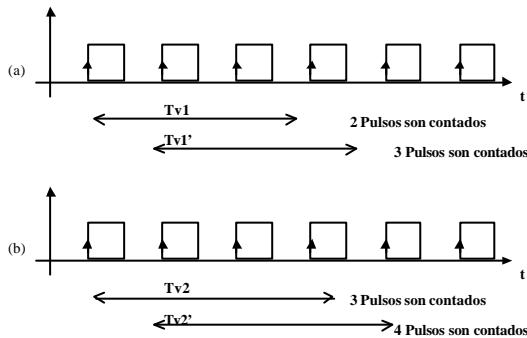 (a)
t
Tv1
2 Pulsos son contados
Tv1’
3 Pulsos son contados
(b)
t
Tv2
3 Pulsos son contados
Tv2’
4 Pulsos son contados